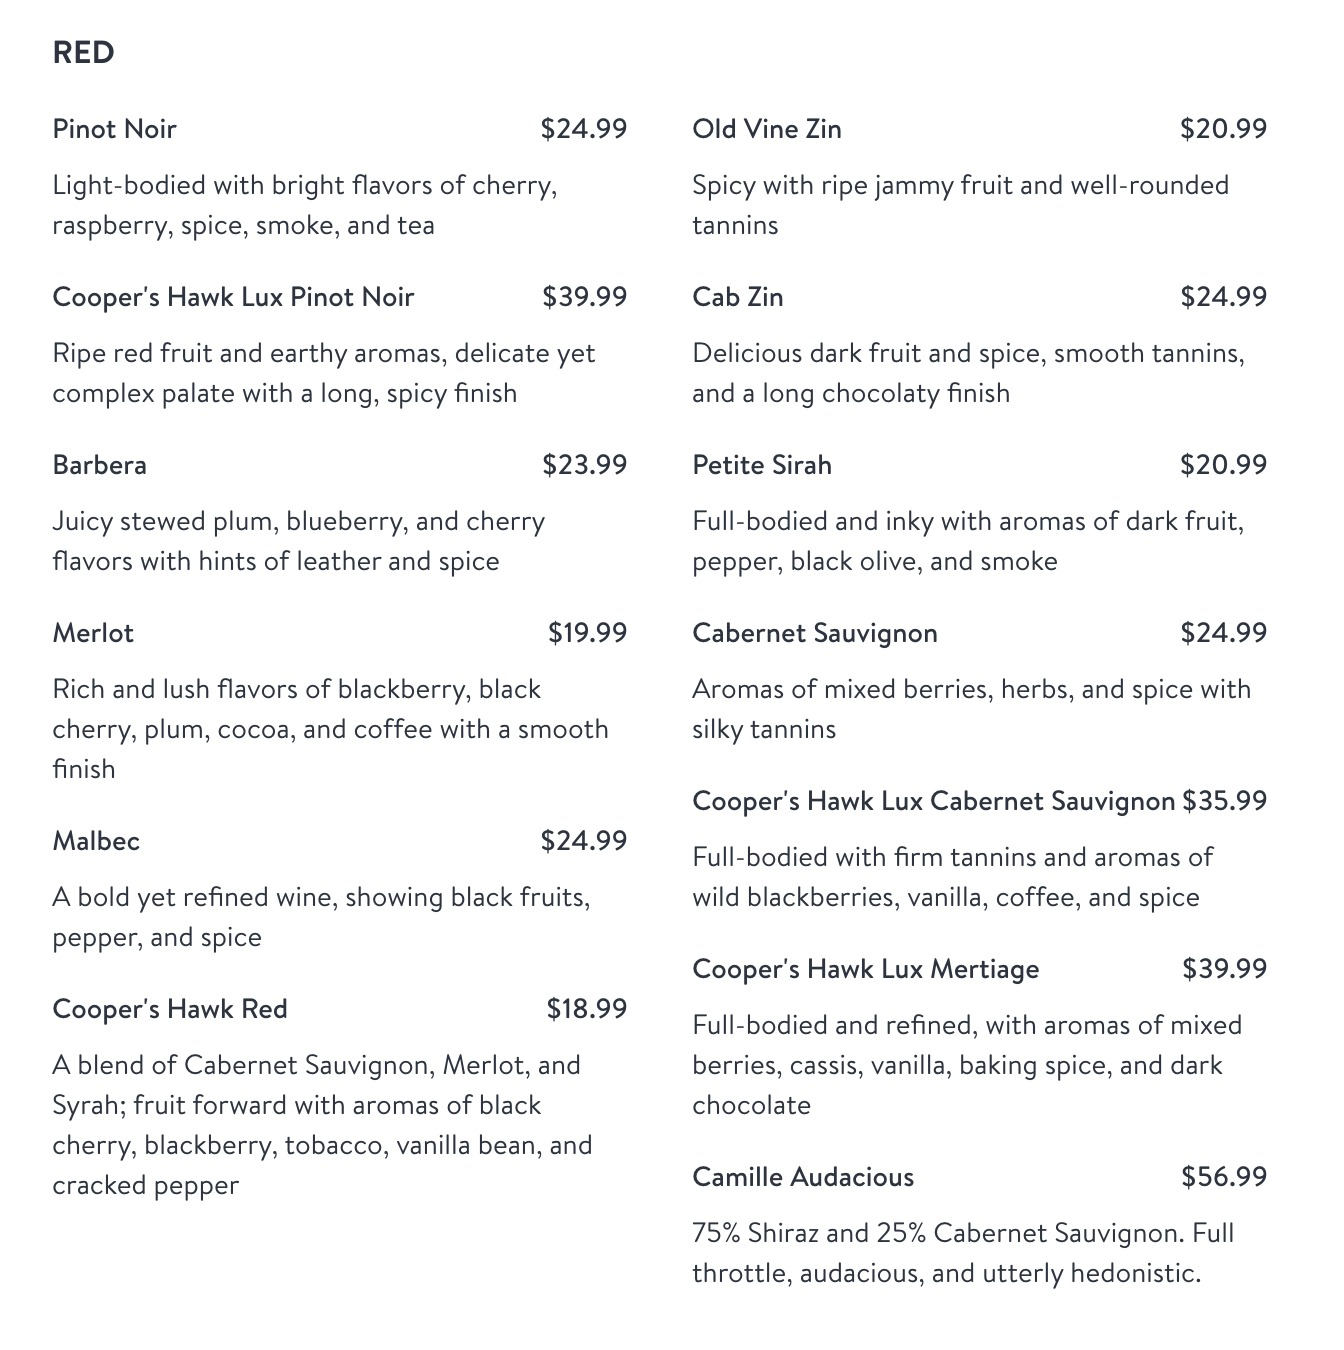 RED
Pinot Noir $24.99
Light-bodied with bright flavors of cherry,
raspberry, spice, smoke, and tea
Cooper's Hawk Lux Pinot Noir $39.99
Ripe red fruit and earthy aromas, delicate yet
complex palate with a long, spicy finish
Barbera $23.99
Juicy stewed plum, blueberry, and cherry
flavors with hints of leather and spice
Merlot $19.99
Rich and lush flavors of blackberry, black
cherry, plum, cocoa, and coffee with a smooth
finish
Malbec $24.99
A bold yet refined wine, showing black fruits,
pepper, and spice
Cooper's Hawk Red $18.99
A blend of Cabernet Sauvignon, Merlot, and
Syrah; fruit forward with aromas of black
cherry, blackberry, tobacco, vanilla bean, and
cracked pepper
Old Vine Zin $20.99
Spicy with ripe jammy fruit and well-rounded
tannins
Cab Zin $24.99
Delicious dark fruit and spice, smooth tannins,
and a long chocolaty finish
Petite Sirah $20.99
Full-bodied and inky with aromas of dark fruit,
pepper, black olive, and smoke
Cabernet Sauvignon $24.99
Aromas of mixed berries, herbs, and spice with
silky tannins
Cooper's Hawk Lux Cabernet Sauvignon $35.99
Full-bodied with firm tannins and aromas of
wild blackberries, vanilla, coffee, and spice
Cooper's Hawk Lux Mertiage $39.99
Full-bodied and refined, with aromas of mixed
berries, cassis, vanilla, baking spice, and dark
chocolate
Camille Audacious $56.99
75% Shiraz and 25% Cabernet Sauvignon. Full
throttle, audacious, and utterly hedonistic.